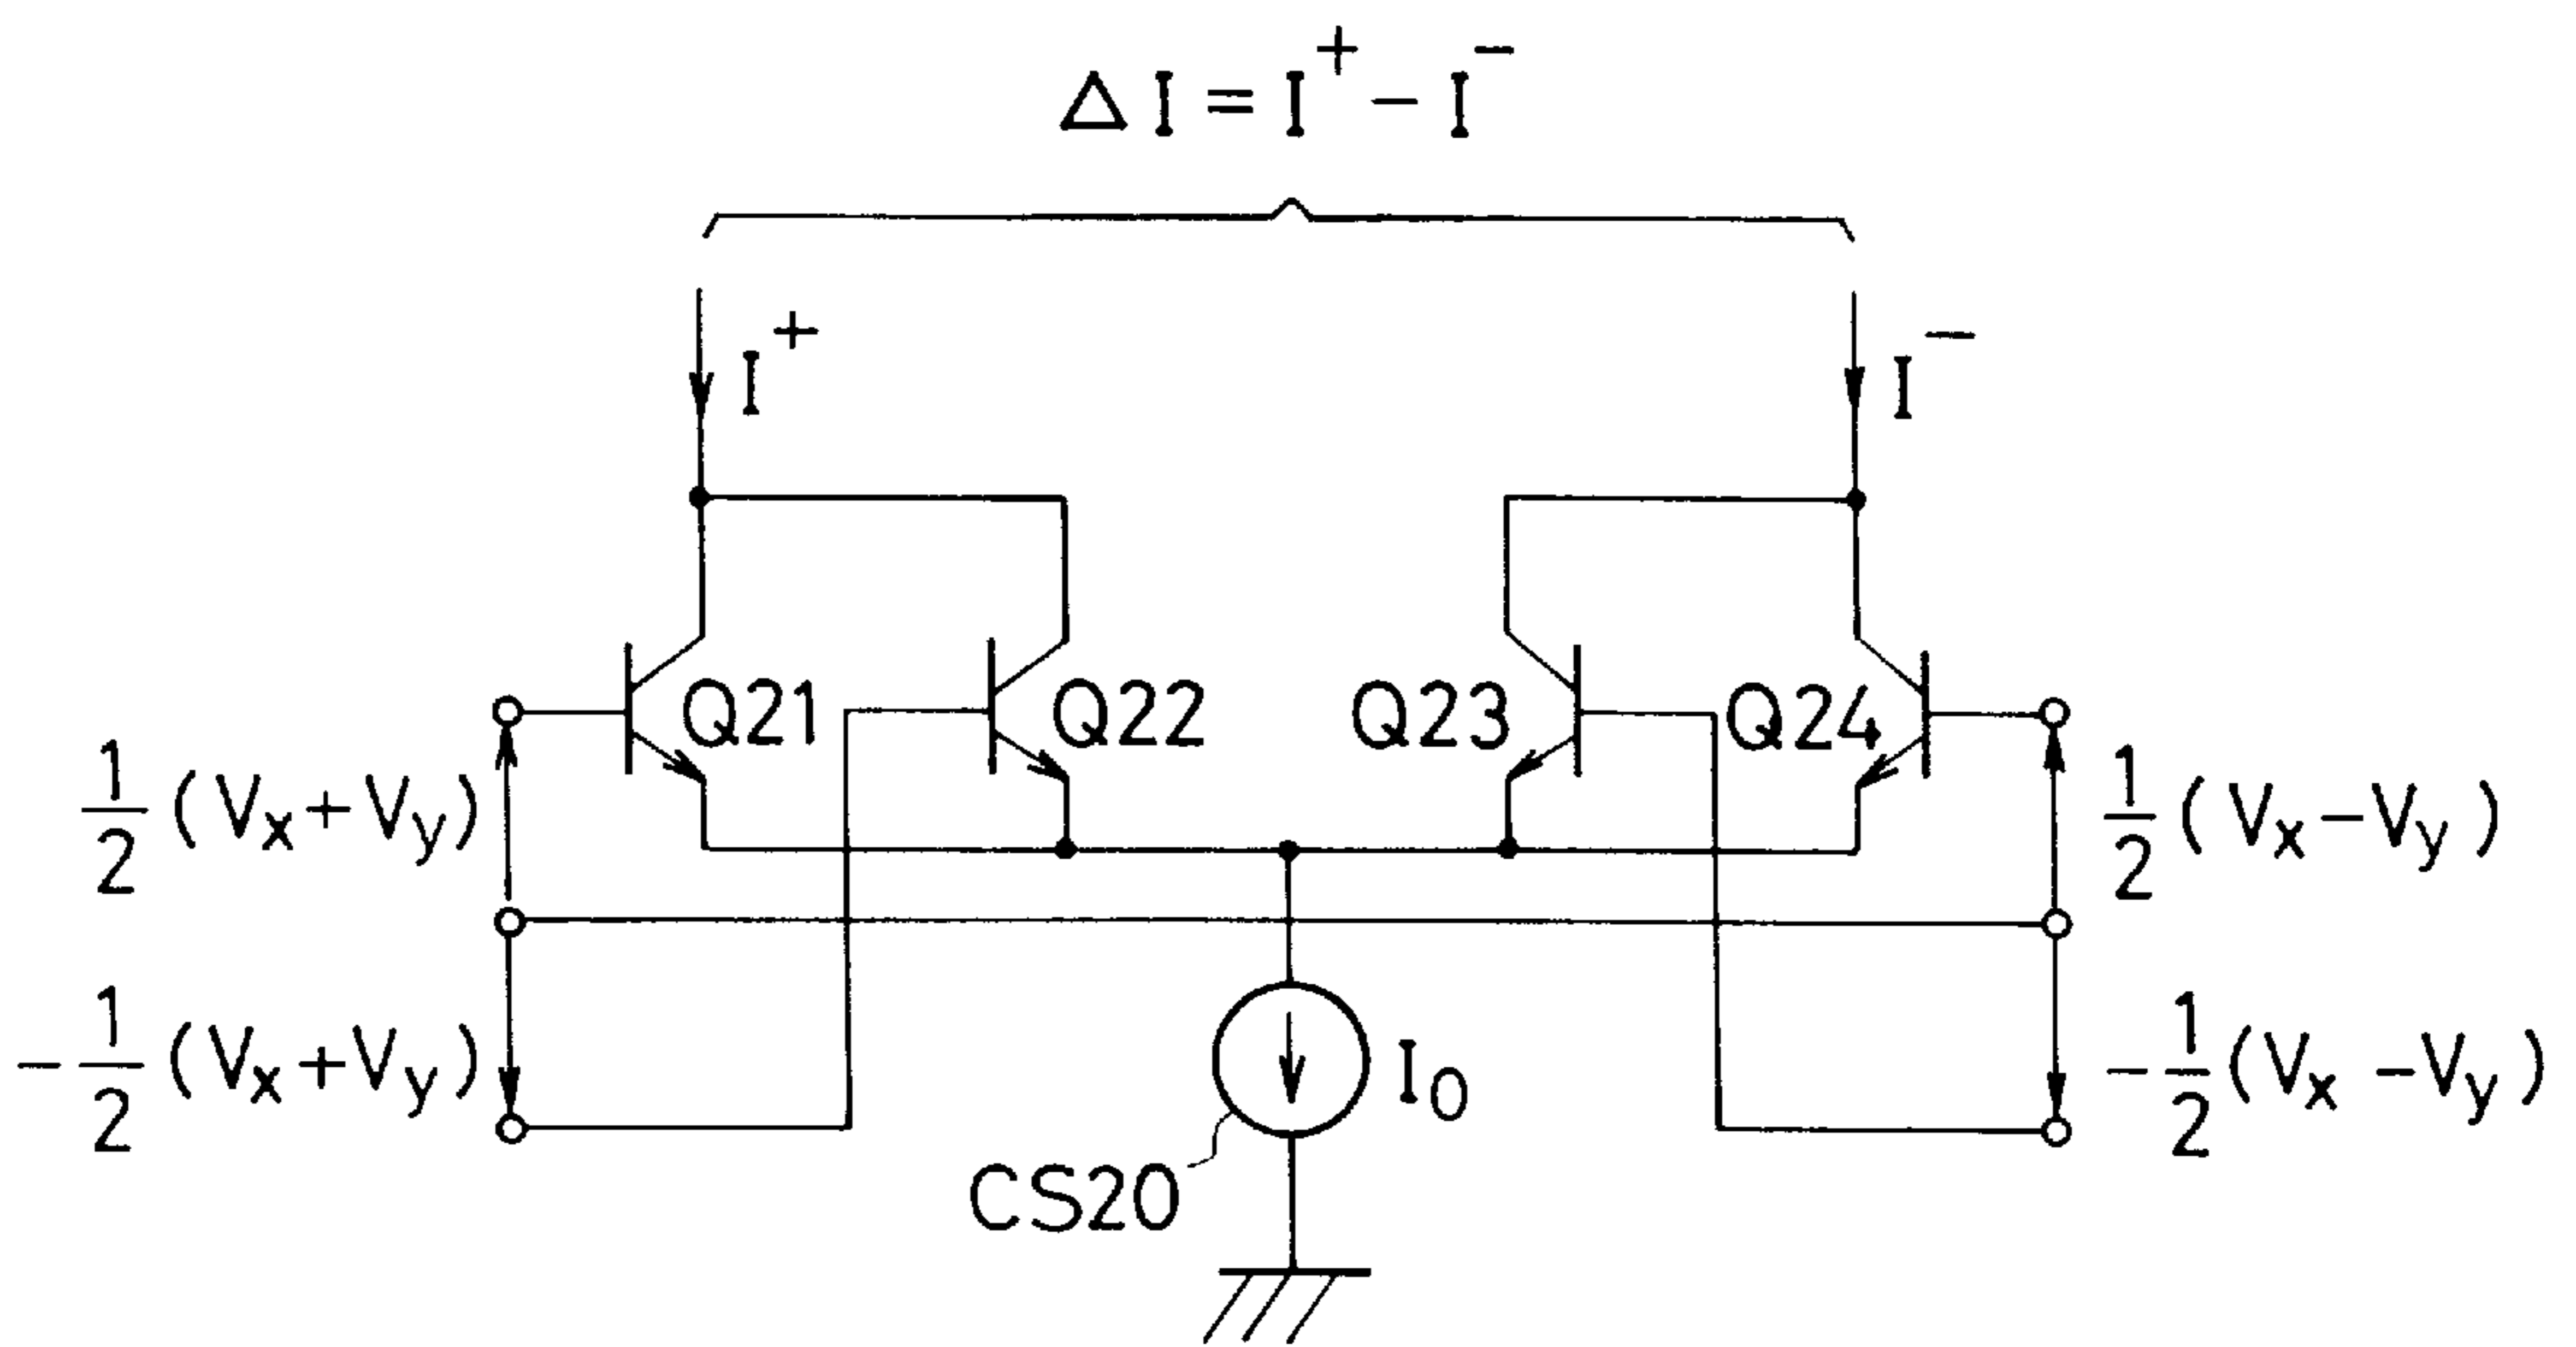 ΔI = I⁺ − I⁻
I⁺
I⁻
Q21
Q22
Q23
Q24
1/2 (Vx + Vy)
1/2 (Vx − Vy)
−1/2 (Vx + Vy)
−1/2 (Vx − Vy)
I₀
CS20